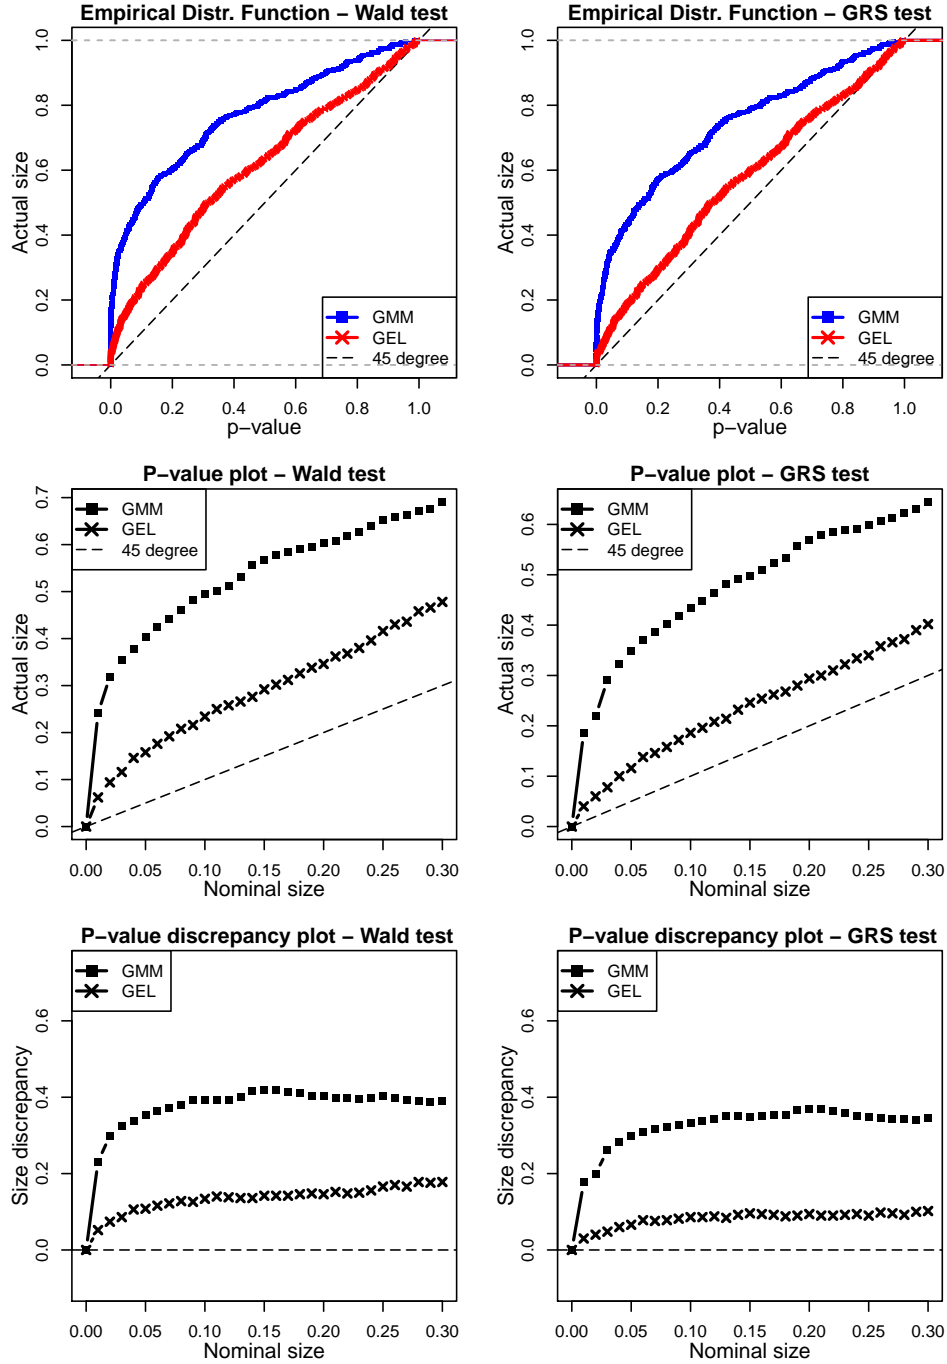 Empirical Distr. Function − Wald test
Actual size
0.0 0.2 0.4 0.6 0.8 1.0
GMM
GEL
45 degree
0.0 0.2 0.4 0.6 0.8 1.0
p−value
Empirical Distr. Function − GRS test
Actual size
0.0 0.2 0.4 0.6 0.8 1.0
GMM
GEL
45 degree
0.0 0.2 0.4 0.6 0.8 1.0
p−value
P−value plot − Wald test
Actual size
0.0 0.1 0.2 0.3 0.4 0.5 0.6 0.7
GMM
GEL
45 degree
0.00 0.05 0.10 0.15 0.20 0.25 0.30
Nominal size
P−value plot − GRS test
Actual size
0.0 0.1 0.2 0.3 0.4 0.5 0.6
GMM
GEL
45 degree
0.00 0.05 0.10 0.15 0.20 0.25 0.30
Nominal size
P−value discrepancy plot − Wald test
Size discrepancy
0.0 0.2 0.4 0.6
GMM
GEL
0.00 0.05 0.10 0.15 0.20 0.25 0.30
Nominal size
P−value discrepancy plot − GRS test
Size discrepancy
0.0 0.2 0.4 0.6
GMM
GEL
0.00 0.05 0.10 0.15 0.20 0.25 0.30
Nominal size